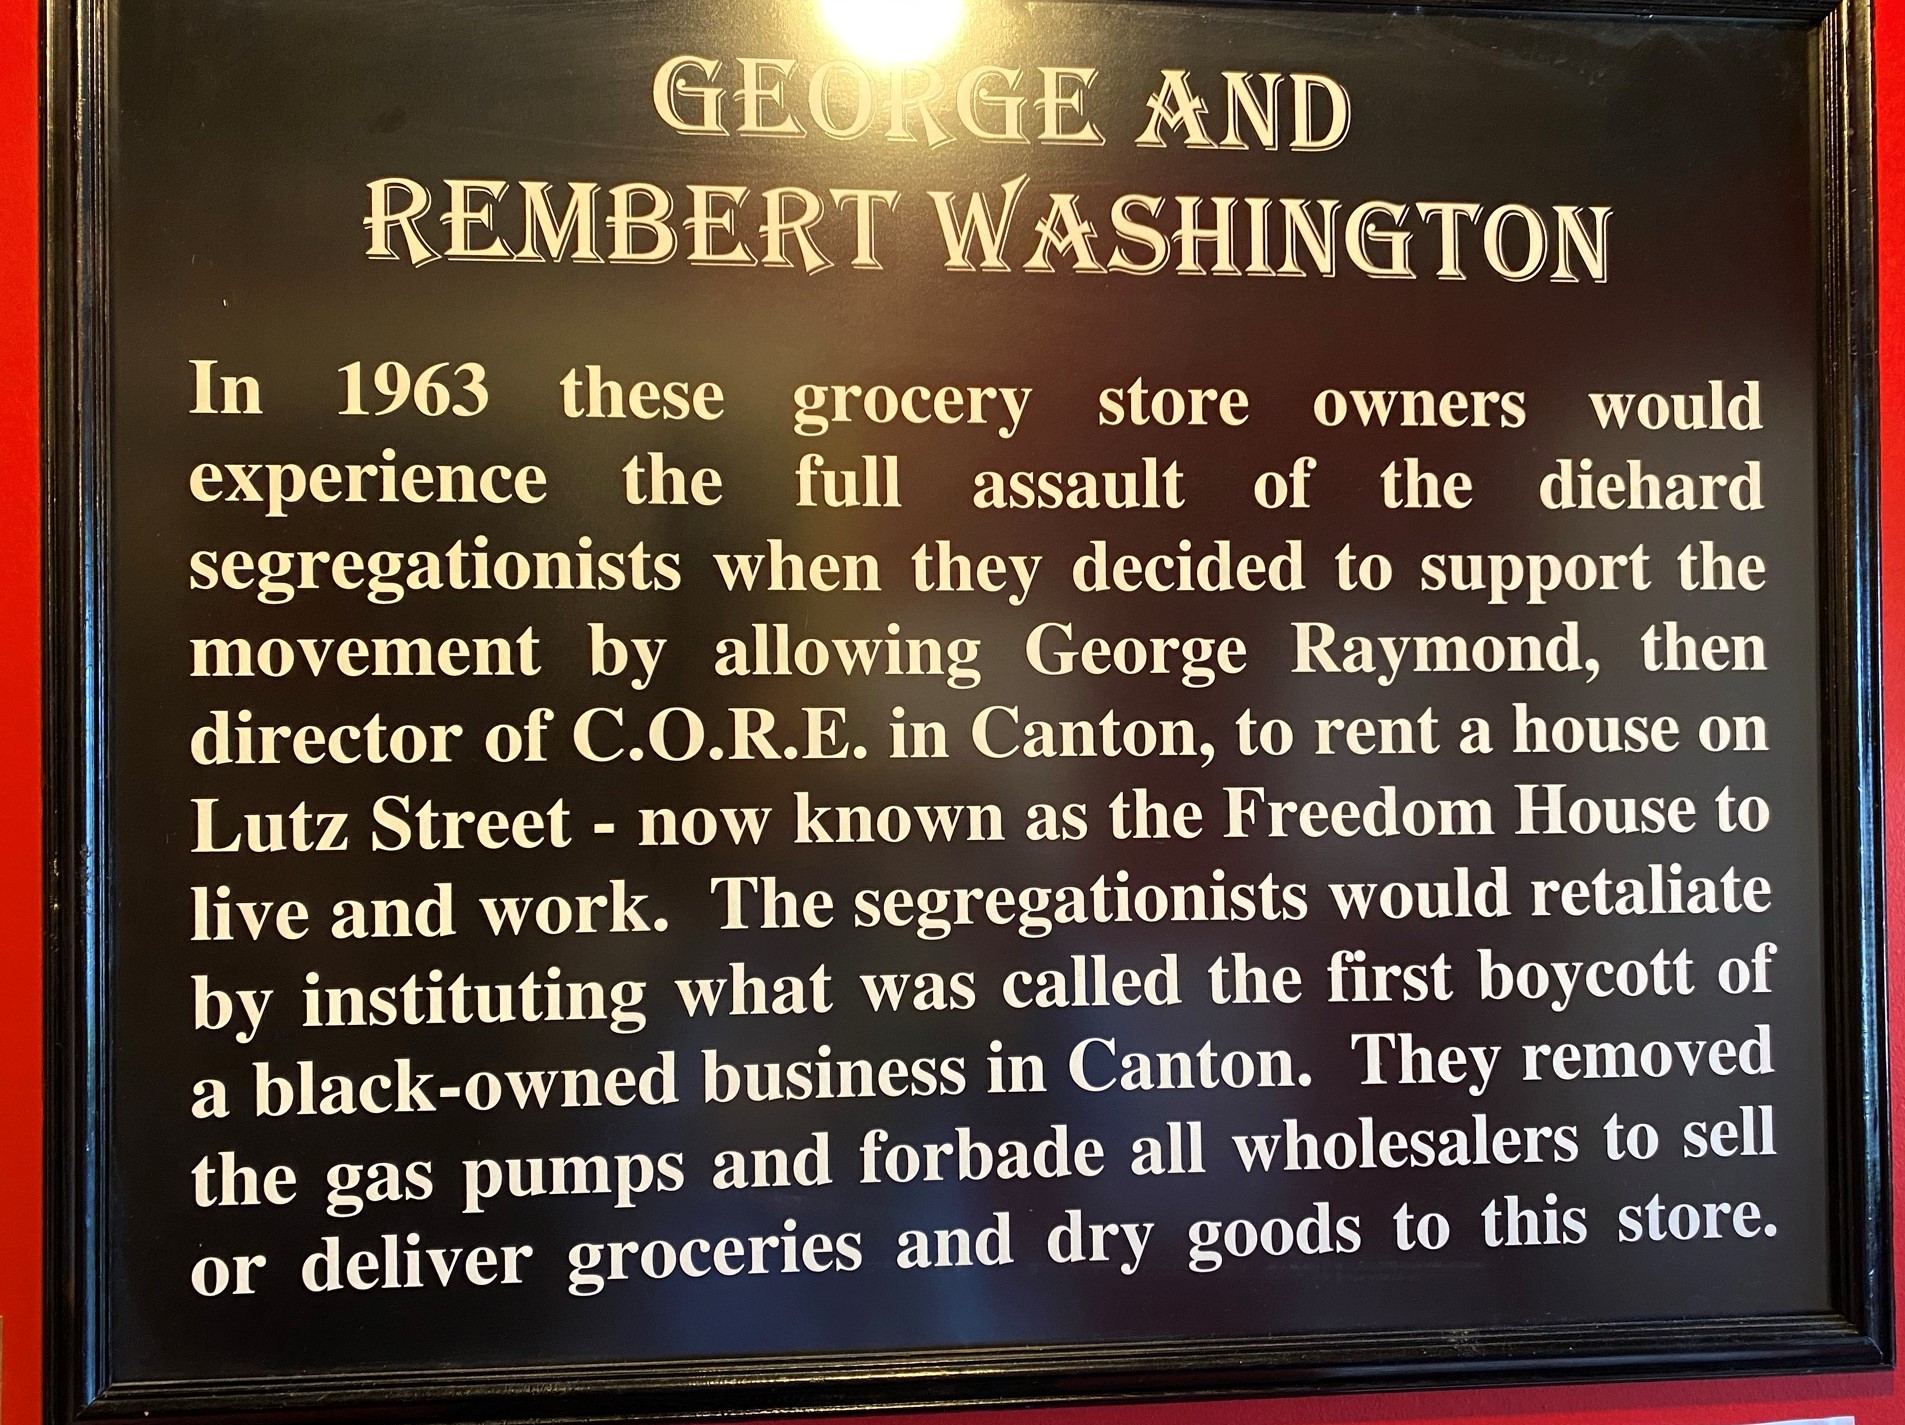 GEORGE AND
REMBERT WASHINGTON
In 1963 these grocery store owners would
experience the full assault of the diehard
segregationists when they decided to support the
movement by allowing George Raymond, then
director of C.O.R.E. in Canton, to rent a house on
Lutz Street - now known as the Freedom House to
live and work. The segregationists would retaliate
by instituting what was called the first boycott of
a black-owned business in Canton. They removed
the gas pumps and forbade all wholesalers to sell
or deliver groceries and dry goods to this store.